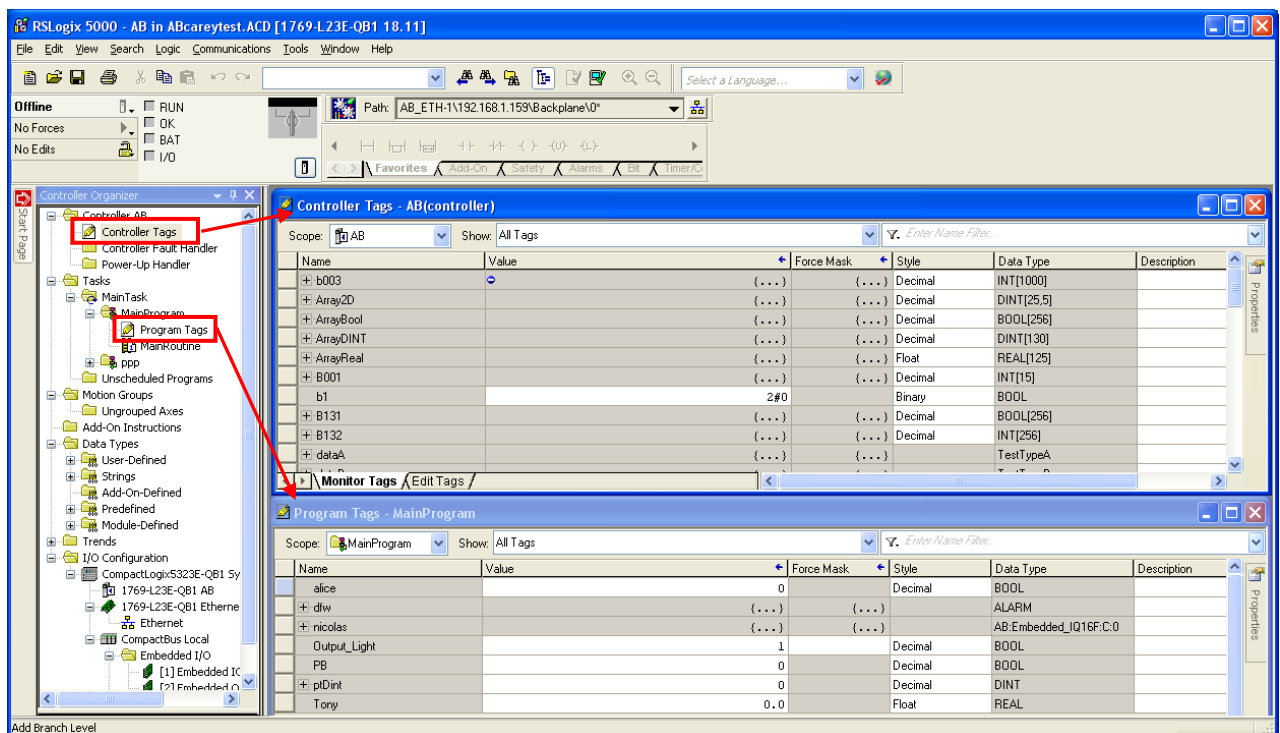 RSLogix 5000 - AB in ABcareytest.ACD [1769-L23E-QB1 18.11]
File Edit View Search Logic Communications Tools Window Help
Select a Language...
Offline RUN
No Forces OK
No Edits BAT
I/O
Path: AB_ETH-1\192.168.1.159\Backplane\0*
Favorites Add-On Safety Alarms Bit Timer/C
Start Page
Controller Organizer
Controller AB
Controller Tags
Controller Fault Handler
Power-Up Handler
Tasks
MainTask
MainProgram
Program Tags
MainRoutine
ppp
Unscheduled Programs
Motion Groups
Ungrouped Axes
Add-On Instructions
Data Types
User-Defined
Strings
Add-On-Defined
Predefined
Module-Defined
Trends
I/O Configuration
CompactLogix5323E-QB1 Sy
1769-L23E-QB1 AB
1769-L23E-QB1 Etherne
Ethernet
CompactBus Local
Embedded I/O
[1] Embedded IQ
[2] Embedded O
Controller Tags - AB(controller)
Scope: AB Show: All Tags Enter Name Filter...
Name Value Force Mask Style Data Type Description
b003 {...} {...} Decimal INT[1000]
Array2D {...} {...} Decimal DINT[25,5]
ArrayBool {...} {...} Decimal BOOL[256]
ArrayDINT {...} {...} Decimal DINT[130]
ArrayReal {...} {...} Float REAL[125]
B001 {...} {...} Decimal INT[15]
b1 2#0 Binary BOOL
B131 {...} {...} Decimal BOOL[256]
B132 {...} {...} Decimal INT[256]
dataA {...} {...} TestTypeA
Monitor Tags Edit Tags
Properties
Program Tags - MainProgram
Scope: MainProgram Show: All Tags Enter Name Filter...
Name Value Force Mask Style Data Type Description
alice 0 Decimal BOOL
dfw {...} {...} ALARM
nicolas {...} {...} AB:Embedded_IQ16F:C:0
Output_Light 1 Decimal BOOL
PB 0 Decimal BOOL
ptDint 0 Decimal DINT
Tony 0.0 Float REAL
Properties
Add Branch Level